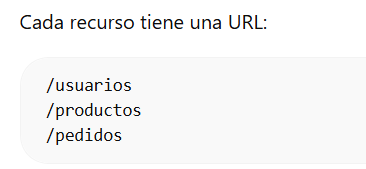 Cada recurso tiene una URL:
/usuarios
/productos
/pedidos